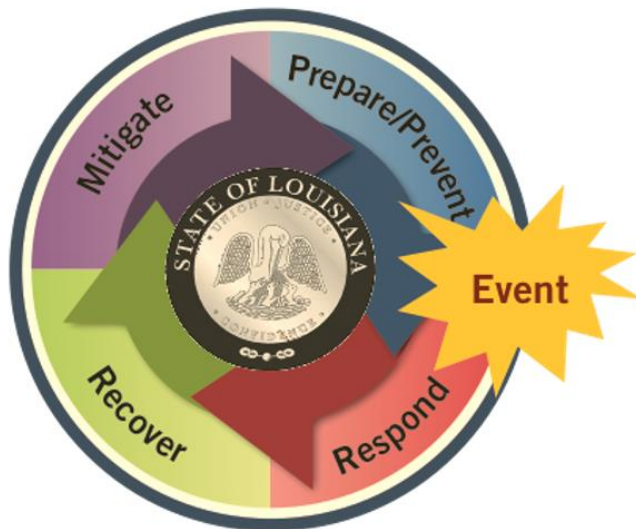 Mitigate
Prepare/Prevent
Event
Respond
Recover
STATE OF LOUISIANA
UNION · JUSTICE
CONFIDENCE